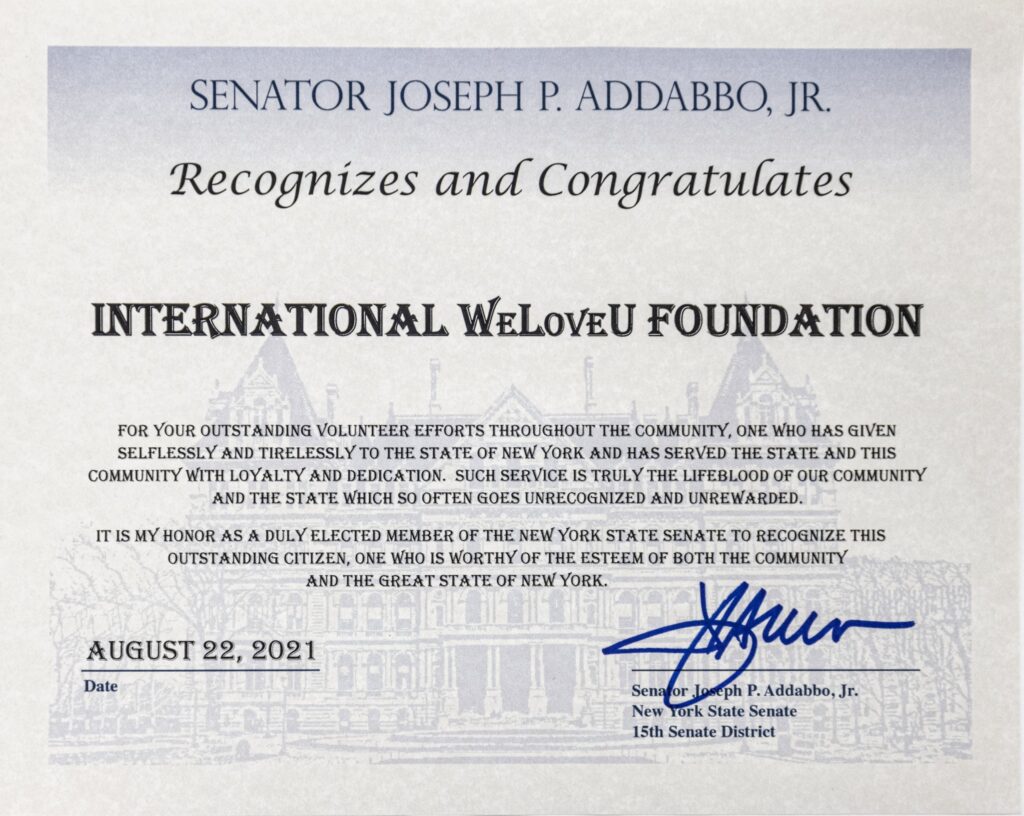 SENATOR JOSEPH P. ADDABBO, JR.
Recognizes and Congratulates
INTERNATIONAL WeLoveU FOUNDATION
FOR YOUR OUTSTANDING VOLUNTEER EFFORTS THROUGHOUT THE COMMUNITY, ONE WHO HAS GIVEN
SELFLESSLY AND TIRELESSLY TO THE STATE OF NEW YORK AND HAS SERVED THE STATE AND THIS
COMMUNITY WITH LOYALTY AND DEDICATION. SUCH SERVICE IS TRULY THE LIFEBLOOD OF OUR COMMUNITY
AND THE STATE WHICH SO OFTEN GOES UNRECOGNIZED AND UNREWARDED.
IT IS MY HONOR AS A DULY ELECTED MEMBER OF THE NEW YORK STATE SENATE TO RECOGNIZE THIS
OUTSTANDING CITIZEN, ONE WHO IS WORTHY OF THE ESTEEM OF BOTH THE COMMUNITY
AND THE GREAT STATE OF NEW YORK.
AUGUST 22, 2021
Date
Senator Joseph P. Addabbo, Jr.
New York State Senate
15th Senate District